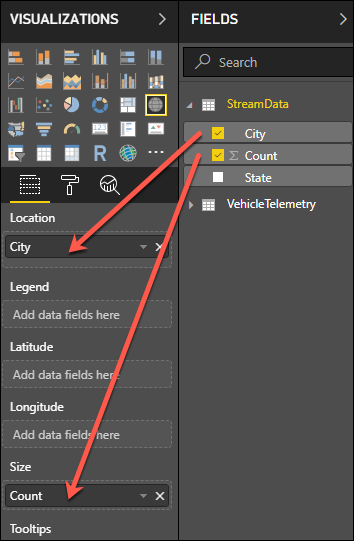 VISUALIZATIONS
R
Location
City
Legend
Add data fields here
Latitude
Add data fields here
Longitude
Add data fields here
Size
Count
Tooltips
FIELDS
Search
StreamData
City
Σ Count
State
VehicleTelemetry